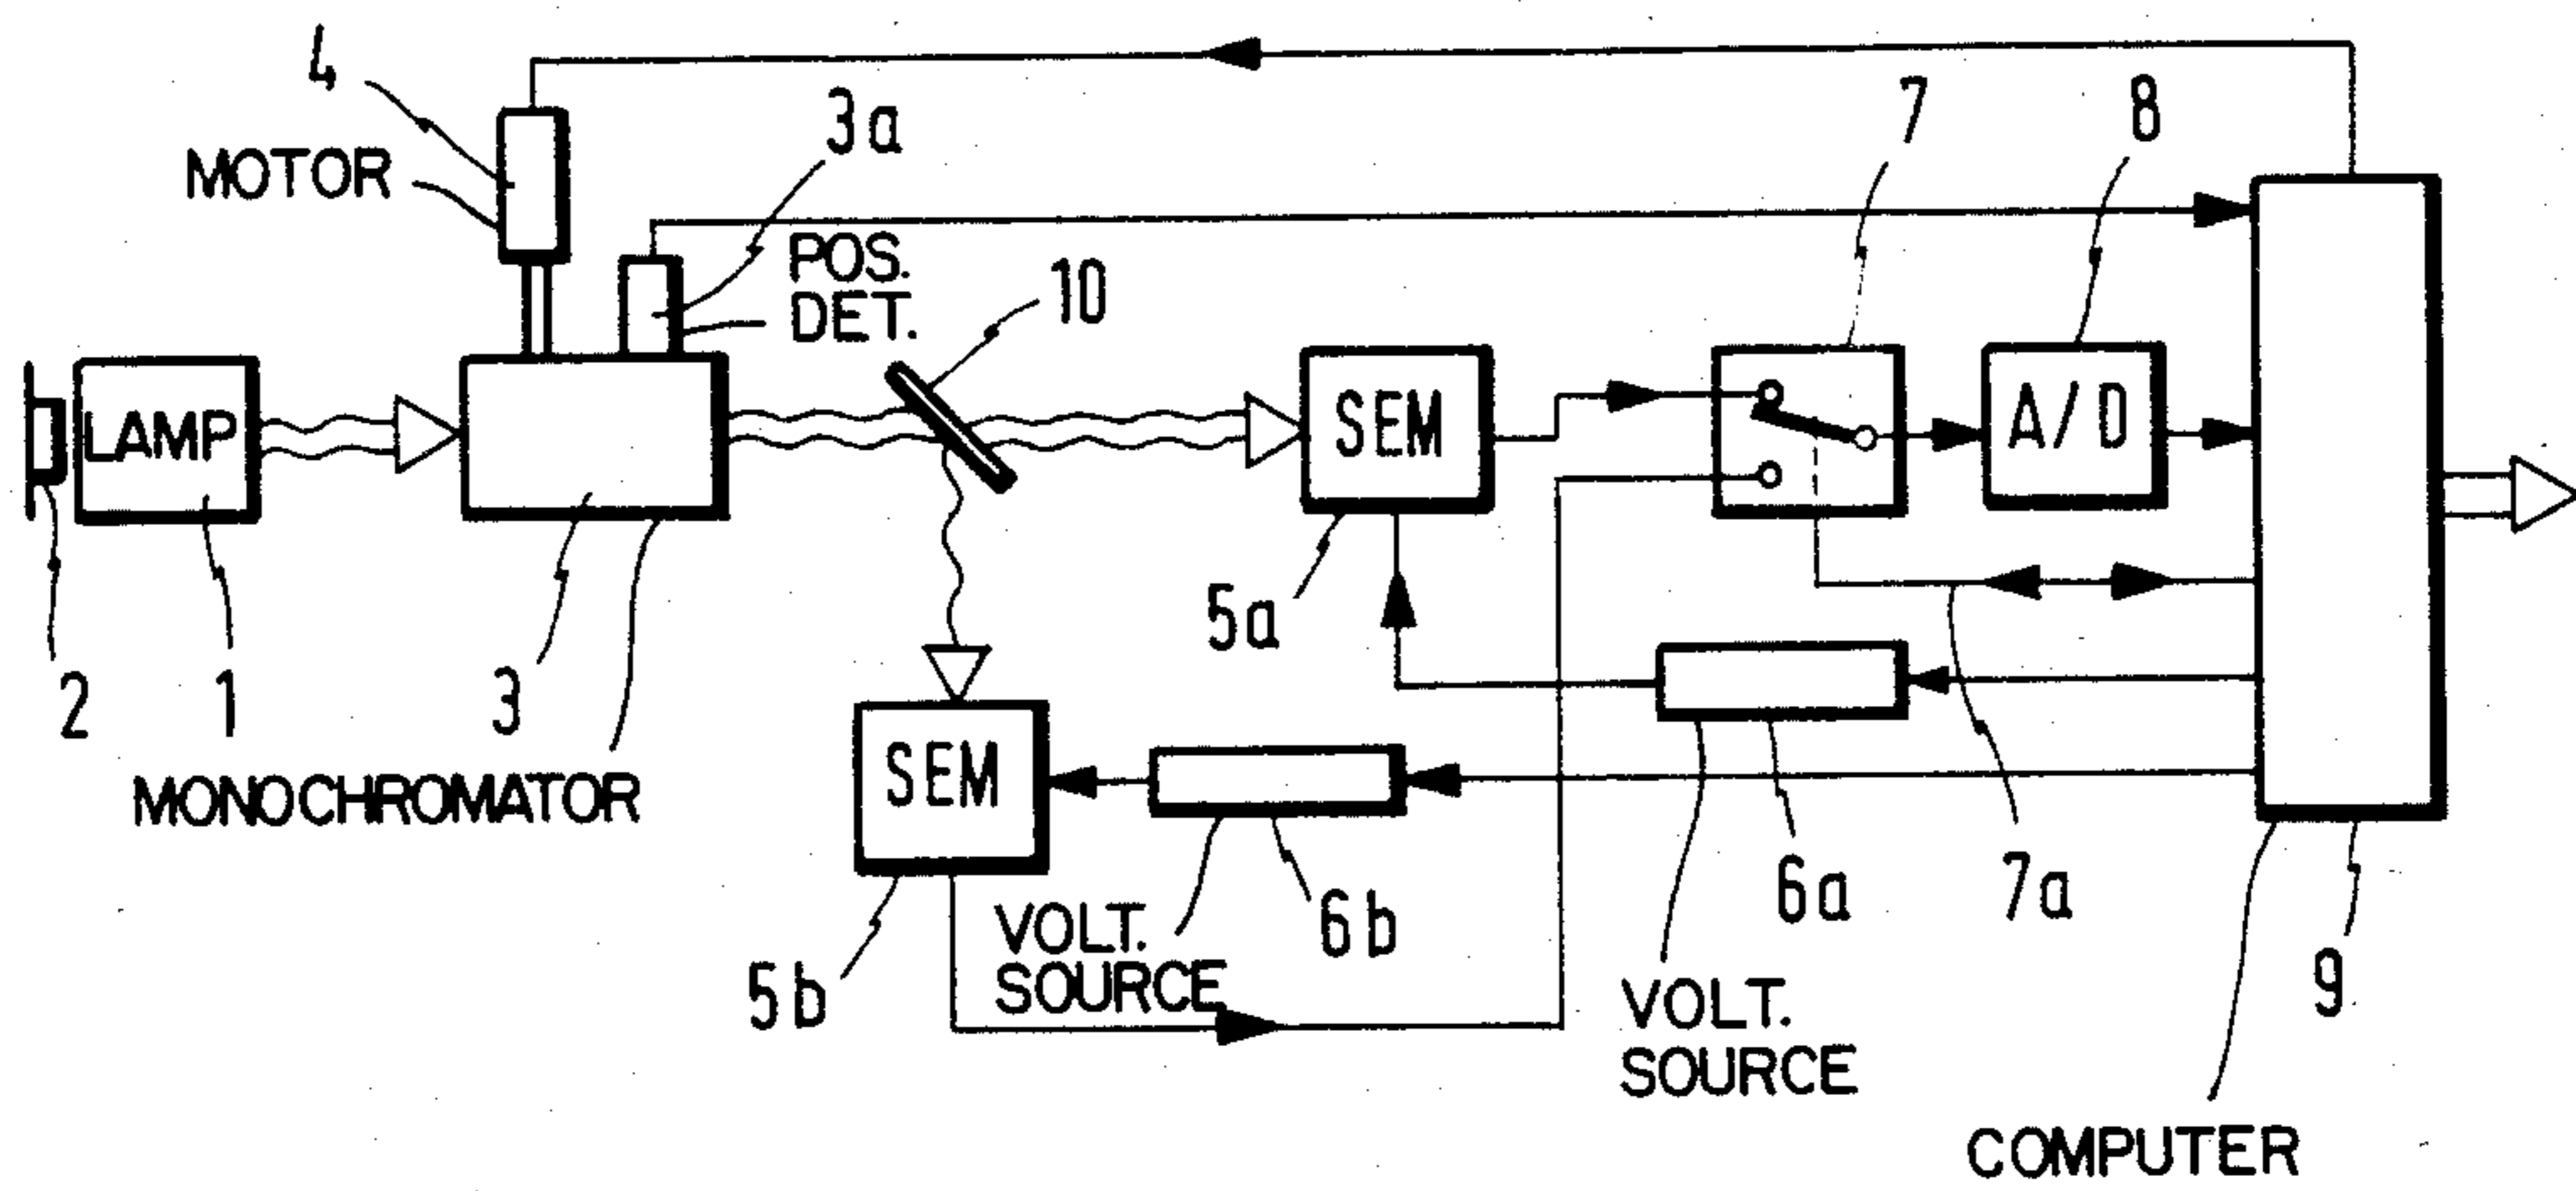 4
MOTOR
3a
POS.
DET.
10
7
8
LAMP
SEM
A/D
2
1
3
MONOCHROMATOR
5a
SEM
5b
VOLT.
SOURCE
6b
6a
7a
9
VOLT.
SOURCE
COMPUTER